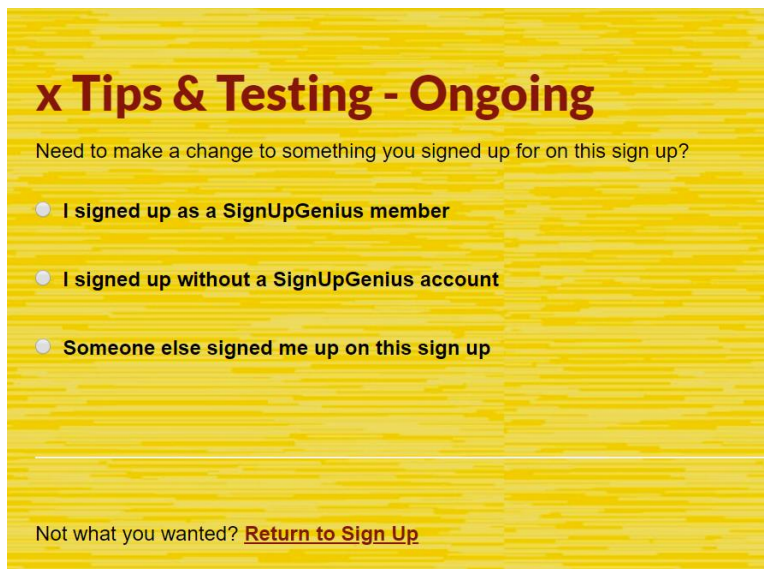 x Tips & Testing - Ongoing
Need to make a change to something you signed up for on this sign up?
I signed up as a SignUpGenius member
I signed up without a SignUpGenius account
Someone else signed me up on this sign up
Not what you wanted? Return to Sign Up